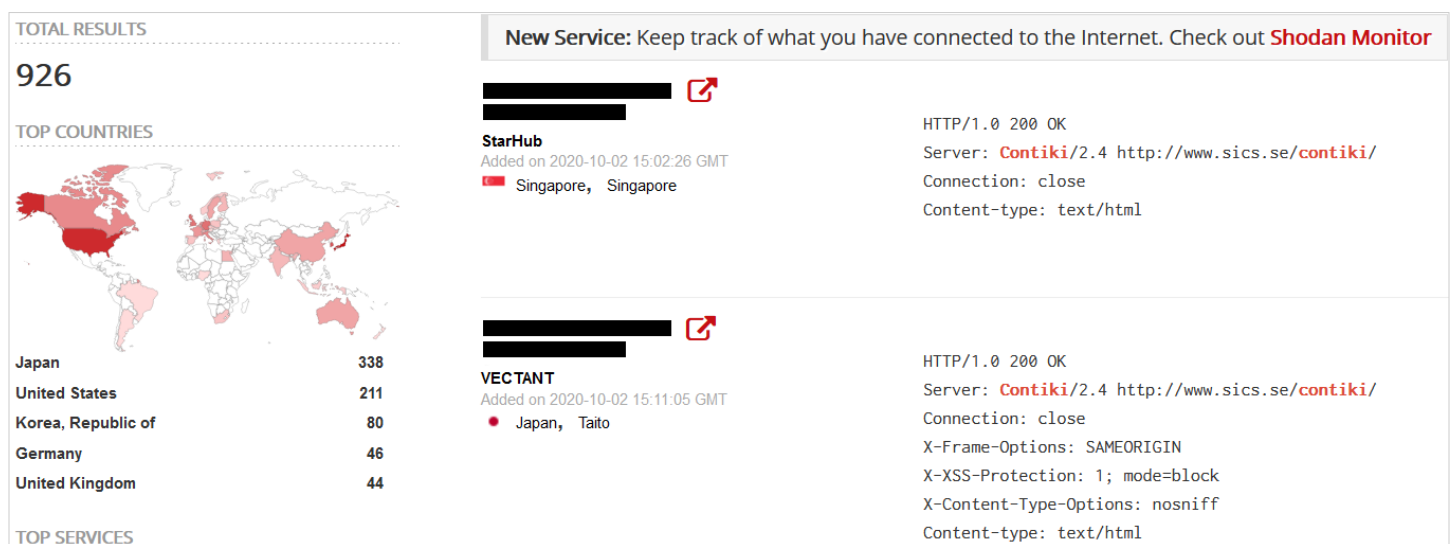 TOTAL RESULTS
926
TOP COUNTRIES
Japan 338
United States 211
Korea, Republic of 80
Germany 46
United Kingdom 44
TOP SERVICES
New Service: Keep track of what you have connected to the Internet. Check out Shodan Monitor
StarHub
Added on 2020-10-02 15:02:26 GMT
Singapore, Singapore
HTTP/1.0 200 OK
Server: Contiki/2.4 http://www.sics.se/contiki/
Connection: close
Content-type: text/html
VECTANT
Added on 2020-10-02 15:11:05 GMT
Japan, Taito
HTTP/1.0 200 OK
Server: Contiki/2.4 http://www.sics.se/contiki/
Connection: close
X-Frame-Options: SAMEORIGIN
X-XSS-Protection: 1; mode=block
X-Content-Type-Options: nosniff
Content-type: text/html